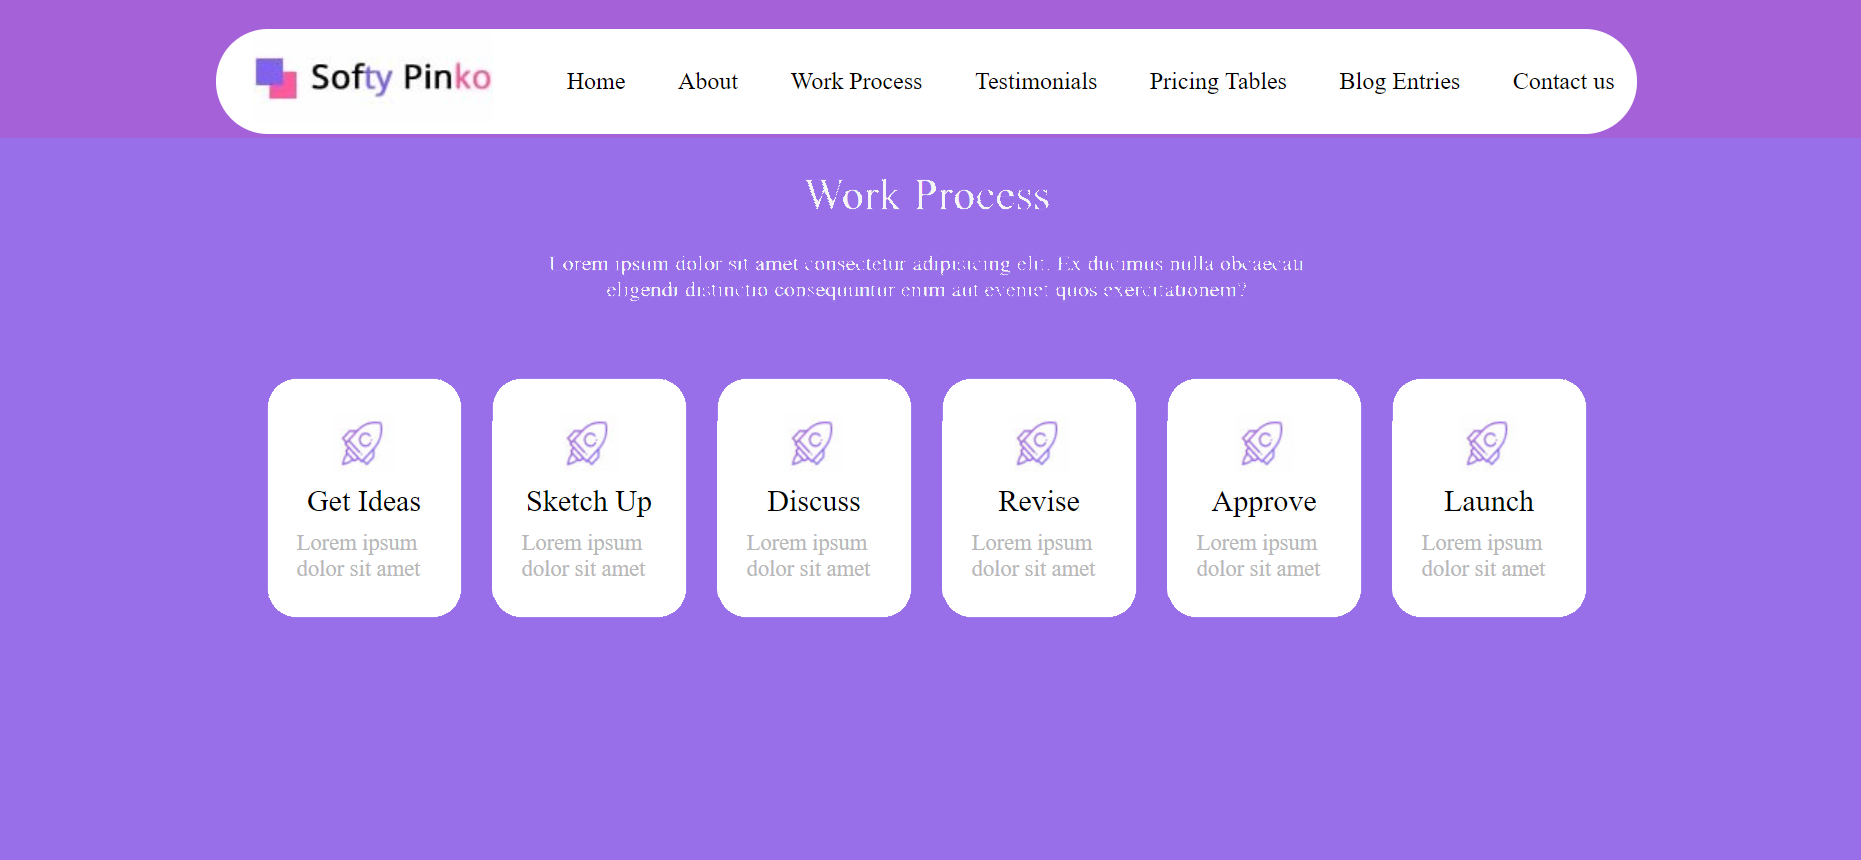 Softy Pinko
Home About Work Process Testimonials Pricing Tables Blog Entries Contact us
Work Process
Lorem ipsum dolor sit amet consectetur adipisicing elit. Ex ducimus nulla obcaecati
eligendi distinctio consequuntur enim aut eveniet quos exercitationem?
Get Ideas
Lorem ipsum
dolor sit amet
Sketch Up
Lorem ipsum
dolor sit amet
Discuss
Lorem ipsum
dolor sit amet
Revise
Lorem ipsum
dolor sit amet
Approve
Lorem ipsum
dolor sit amet
Launch
Lorem ipsum
dolor sit amet